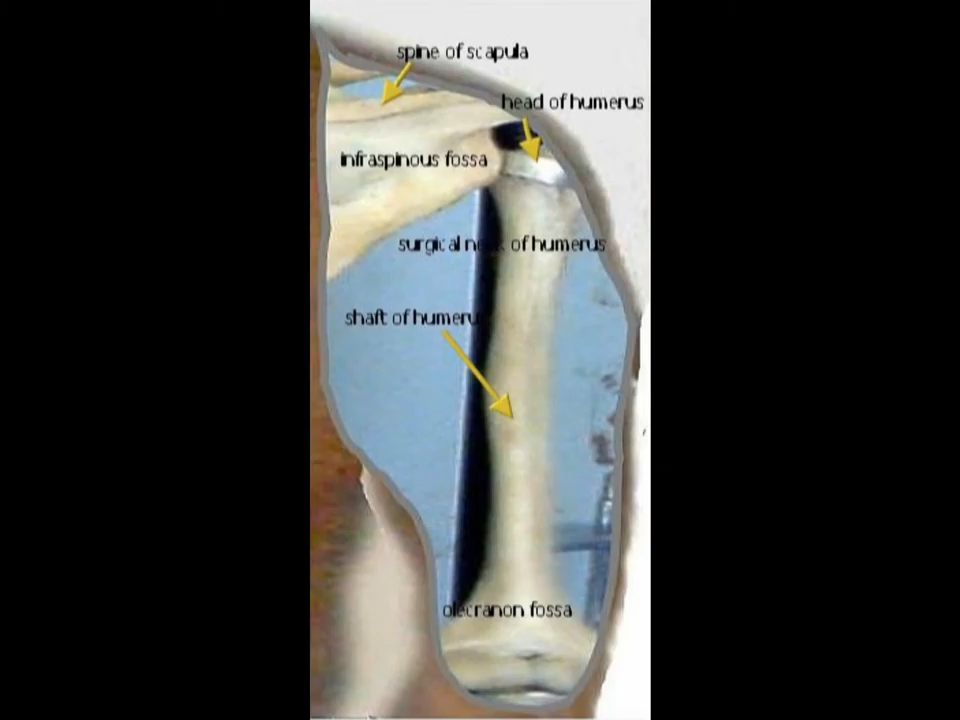 spine of scapula
head of humerus
infraspinous fossa
surgical neck of humerus
shaft of humerus
olecranon fossa